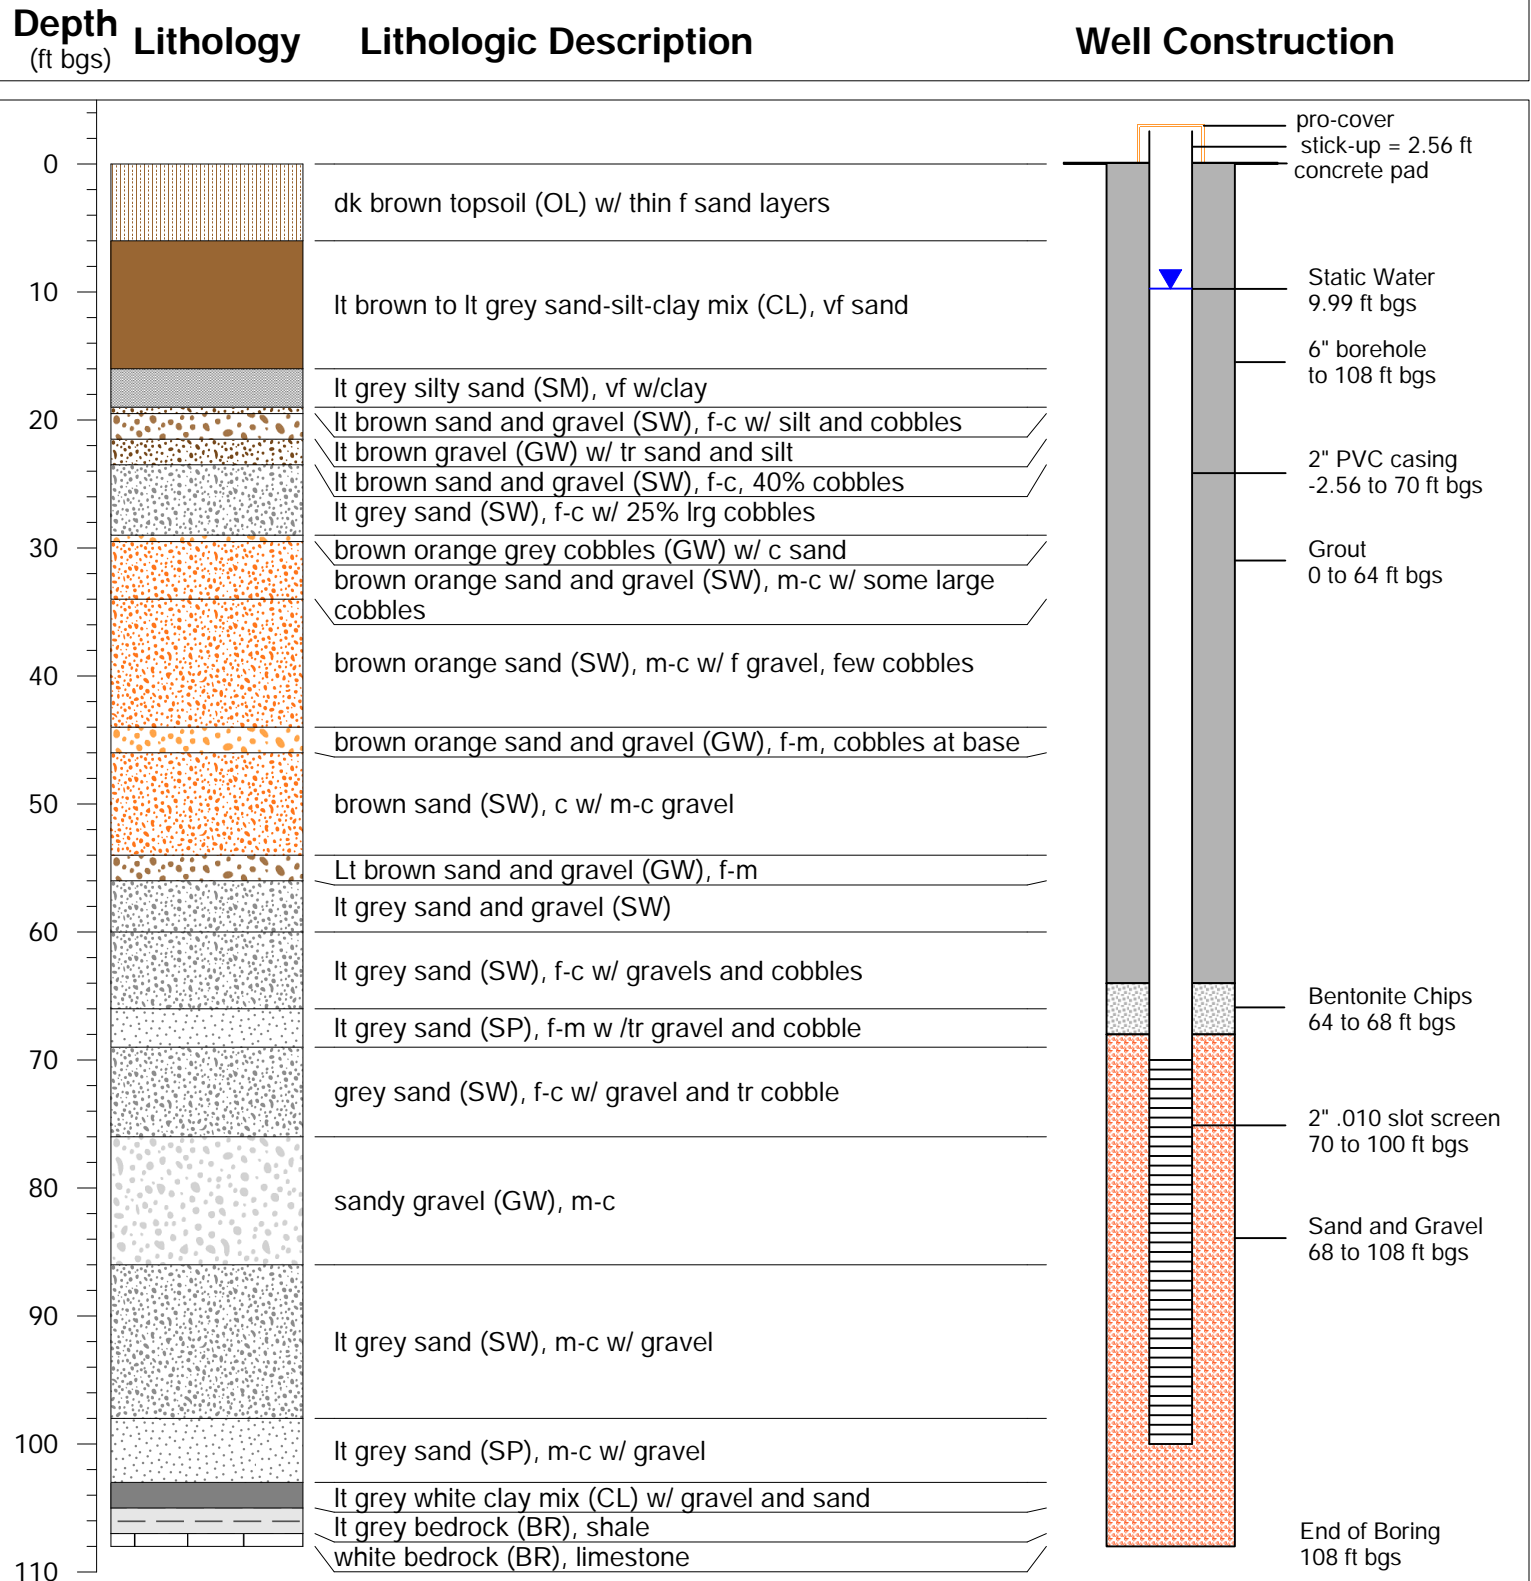 Depth
(ft bgs)
Lithology
Lithologic Description
Well Construction
0
10
20
30
40
50
60
70
80
90
100
110
dk brown topsoil (OL) w/ thin f sand layers
lt brown to lt grey sand-silt-clay mix (CL), vf sand
lt grey silty sand (SM), vf w/clay
lt brown sand and gravel (SW), f-c w/ silt and cobbles
lt brown gravel (GW) w/ tr sand and silt
lt brown sand and gravel (SW), f-c, 40% cobbles
lt grey sand (SW), f-c w/ 25% lrg cobbles
brown orange grey cobbles (GW) w/ c sand
brown orange sand and gravel (SW), m-c w/ some large
cobbles
brown orange sand (SW), m-c w/ f gravel, few cobbles
brown orange sand and gravel (GW), f-m, cobbles at base
brown sand (SW), c w/ m-c gravel
Lt brown sand and gravel (GW), f-m
lt grey sand and gravel (SW)
lt grey sand (SW), f-c w/ gravels and cobbles
lt grey sand (SP), f-m w /tr gravel and cobble
grey sand (SW), f-c w/ gravel and tr cobble
sandy gravel (GW), m-c
lt grey sand (SW), m-c w/ gravel
lt grey sand (SP), m-c w/ gravel
lt grey white clay mix (CL) w/ gravel and sand
lt grey bedrock (BR), shale
white bedrock (BR), limestone
pro-cover
stick-up = 2.56 ft
concrete pad
Static Water
9.99 ft bgs
6" borehole
to 108 ft bgs
2" PVC casing
-2.56 to 70 ft bgs
Grout
0 to 64 ft bgs
Bentonite Chips
64 to 68 ft bgs
2" .010 slot screen
70 to 100 ft bgs
Sand and Gravel
68 to 108 ft bgs
End of Boring
108 ft bgs